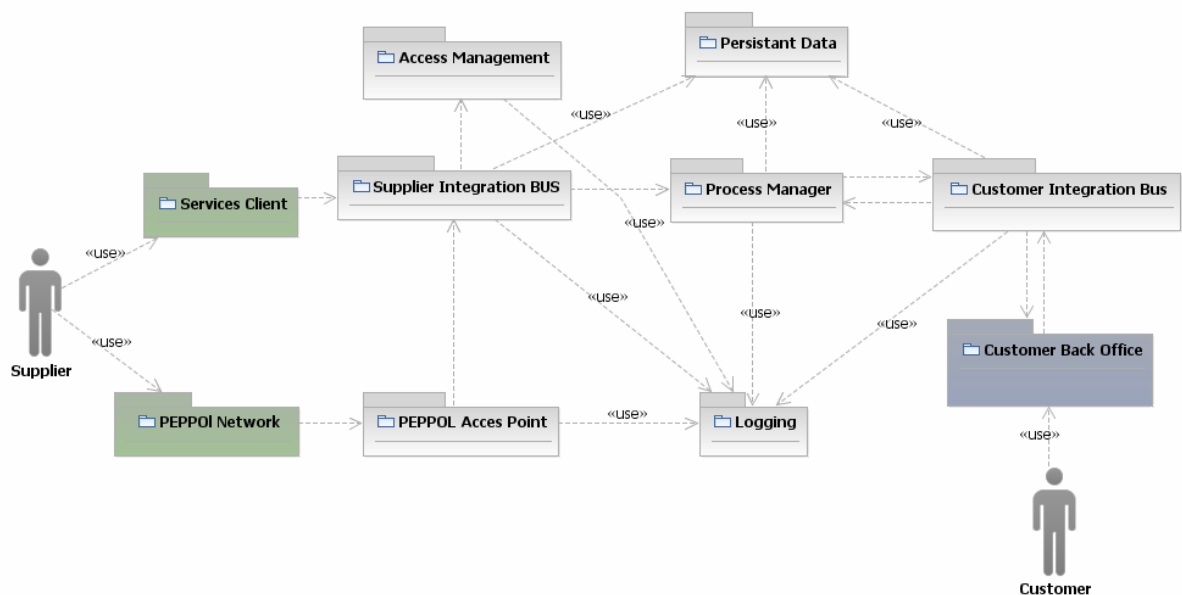 Persistant Data
Access Management
«use»
«use»
«use»
Supplier Integration BUS
Process Manager
Customer Integration Bus
Services Client
«use»
«use»
«use»
«use»
«use»
«use»
Customer Back Office
Supplier
PEPPOl Network
PEPPOL Acces Point
«use»
Logging
«use»
Customer